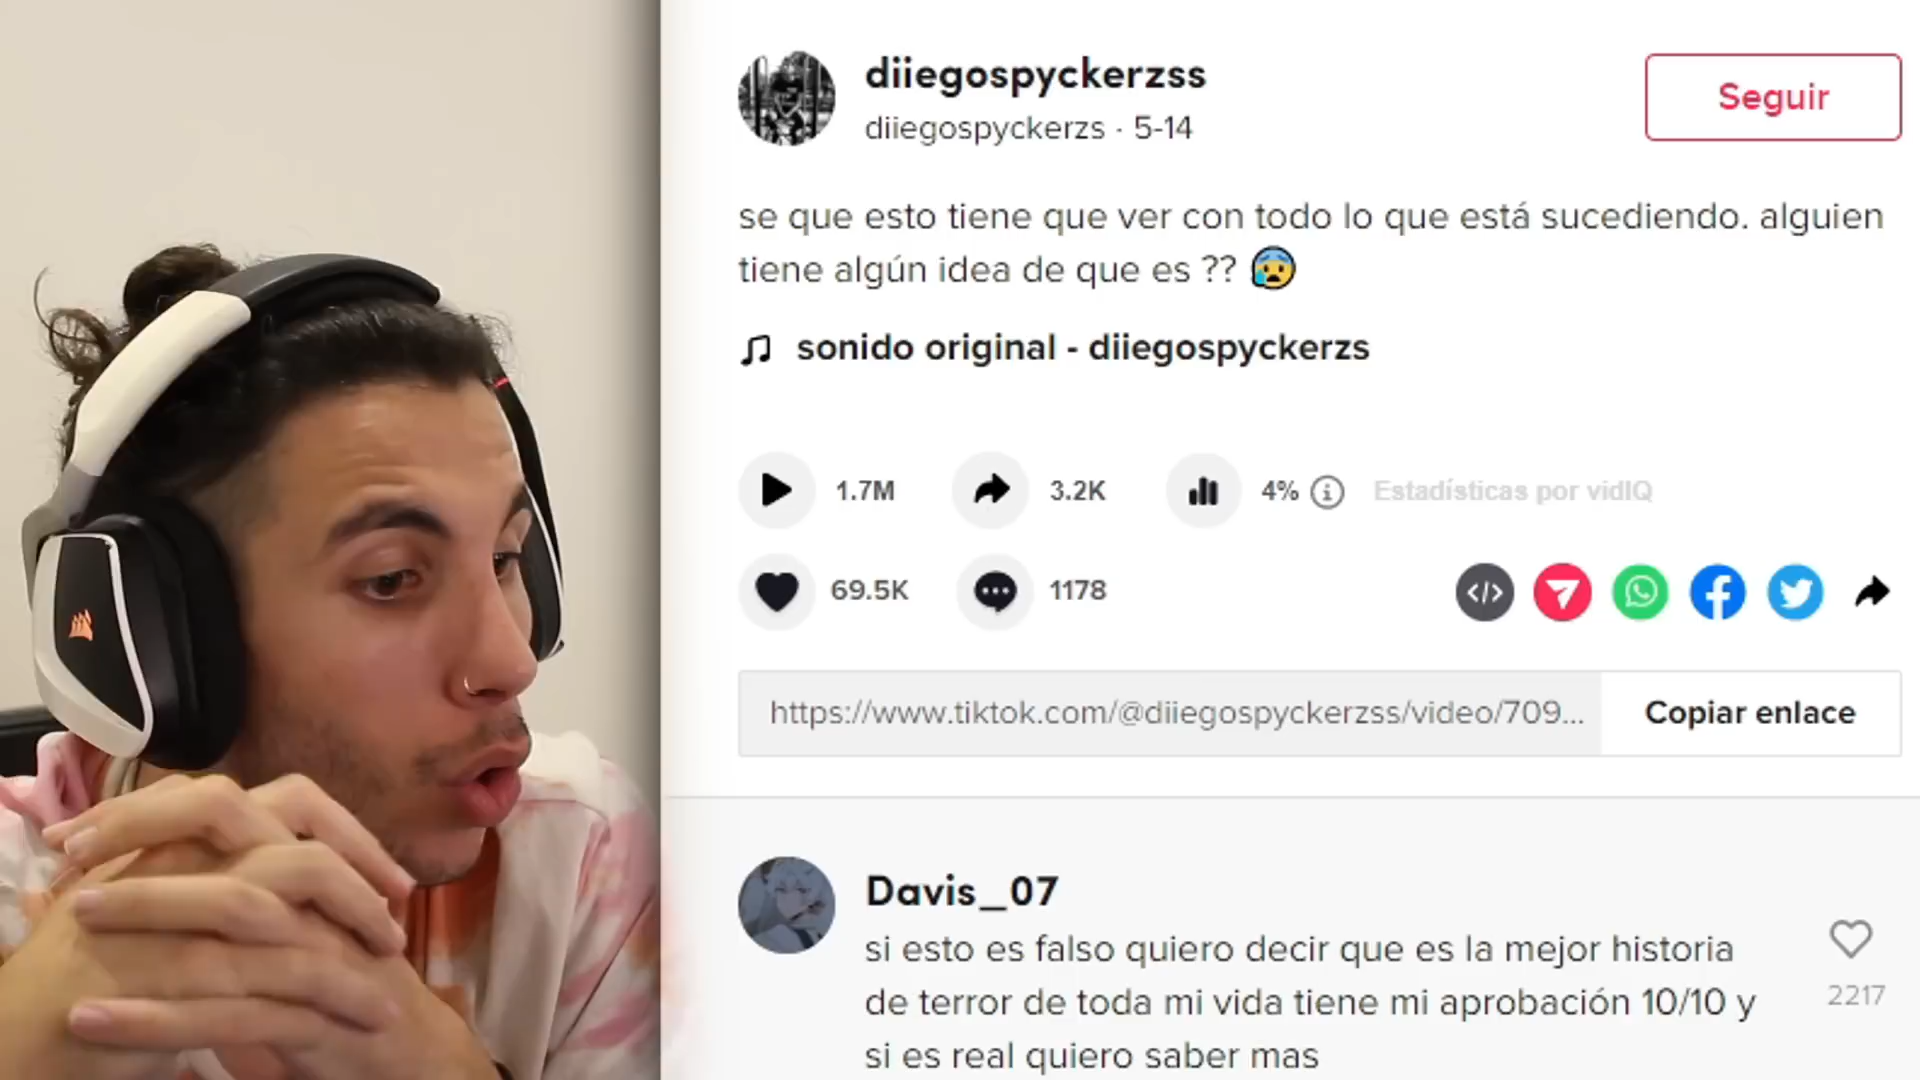 diiegospyckerzss
diiegospyckerzs · 5-14
Seguir
se que esto tiene que ver con todo lo que está sucediendo. alguien
tiene algún idea de que es ?? 😰
sonido original - diiegospyckerzs
1.7M
3.2K
4%
Estadísticas por vidIQ
69.5K
1178
https://www.tiktok.com/@diiegospyckerzss/video/709...
Copiar enlace
Davis_07
si esto es falso quiero decir que es la mejor historia
de terror de toda mi vida tiene mi aprobación 10/10 y
si es real quiero saber mas
2217